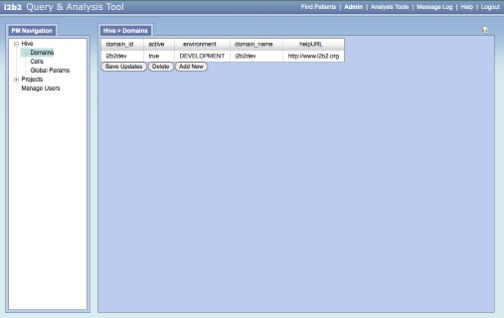 i2b2 Query & Analysis Tool
Find Patients | Admin | Analysis Tools | Message Log | Help | Logout
PM Navigation
Hive
Domains
Cells
Global Params
Projects
Manage Users
Hive > Domains
domain_id active environment domain_name helpURL
i2b2dev true DEVELOPMENT i2b2dev http://www.i2b2.org
Save Updates Delete Add New